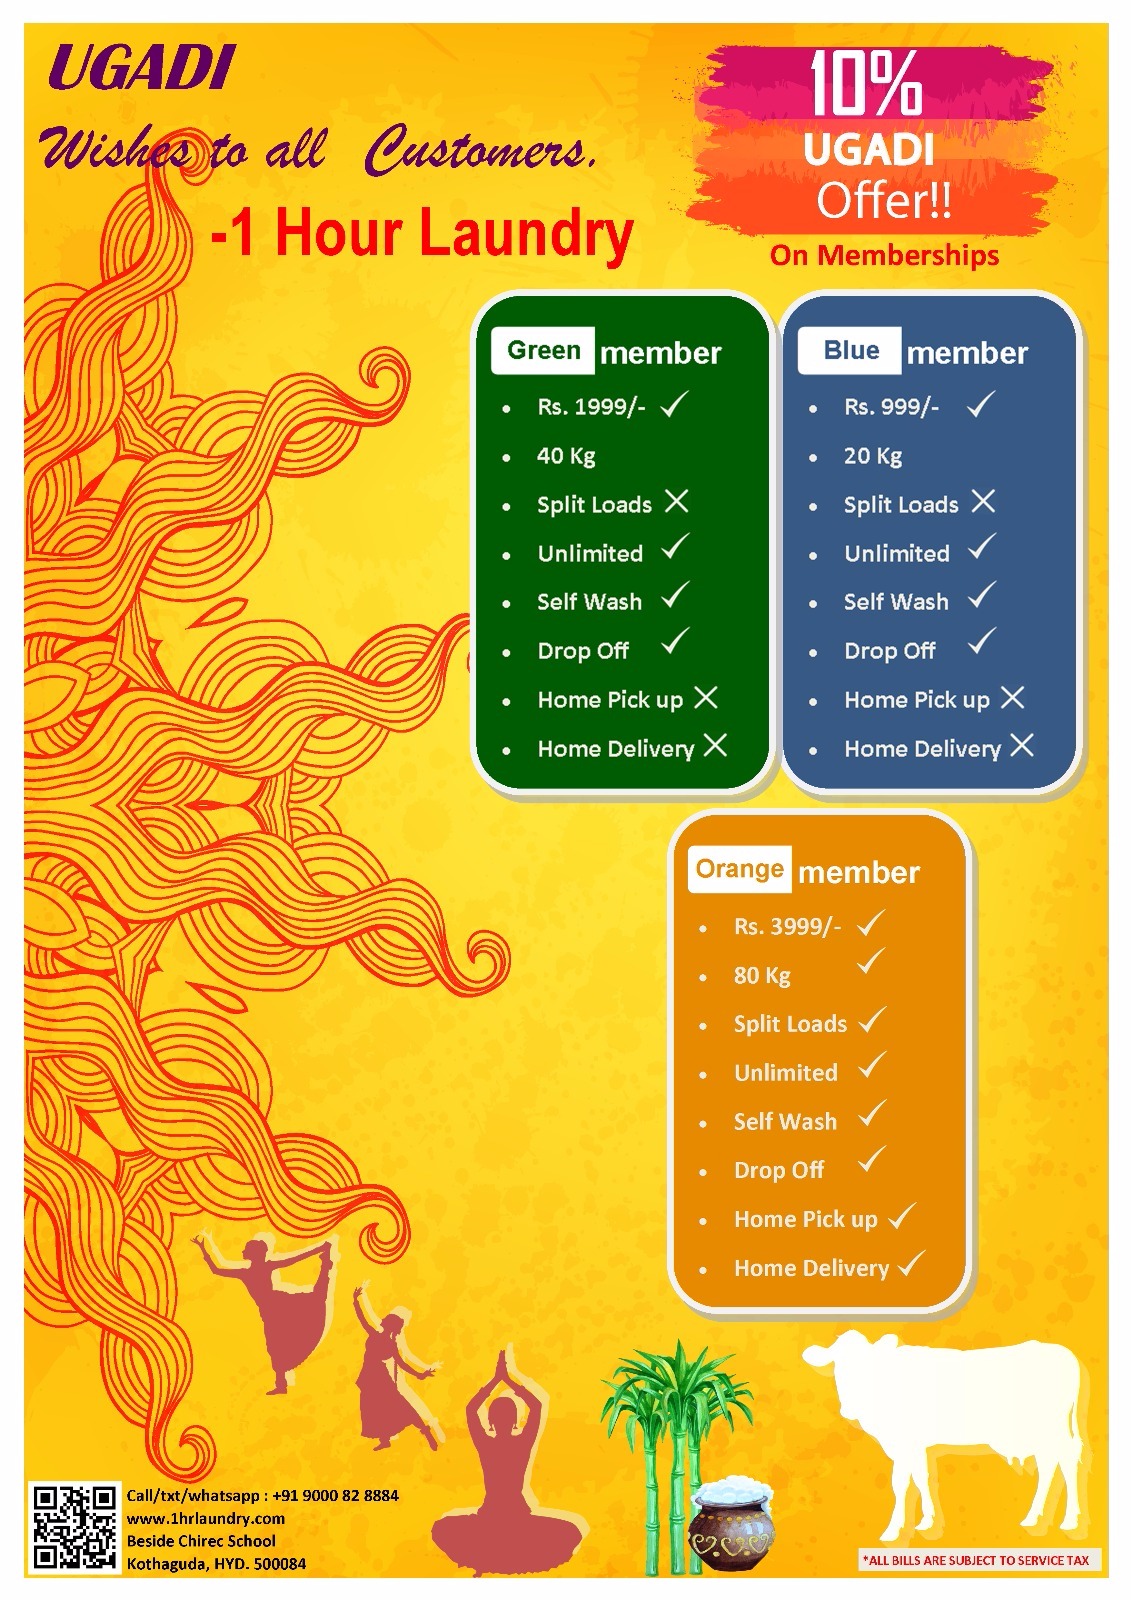 UGADI
Wishes to all Customers.
-1 Hour Laundry
10%
UGADI
Offer!!
On Memberships
Green member
• Rs. 1999/- ✓
• 40 Kg
• Split Loads ✕
• Unlimited ✓
• Self Wash ✓
• Drop Off ✓
• Home Pick up ✕
• Home Delivery ✕
Blue member
• Rs. 999/- ✓
• 20 Kg
• Split Loads ✕
• Unlimited ✓
• Self Wash ✓
• Drop Off ✓
• Home Pick up ✕
• Home Delivery ✕
Orange member
• Rs. 3999/- ✓
• 80 Kg ✓
• Split Loads ✓
• Unlimited ✓
• Self Wash ✓
• Drop Off ✓
• Home Pick up ✓
• Home Delivery ✓
Call/txt/whatsapp : +91 9000 82 8884
www.1hrlaundry.com
Beside Chirec School
Kothaguda, HYD. 500084
*ALL BILLS ARE SUBJECT TO SERVICE TAX